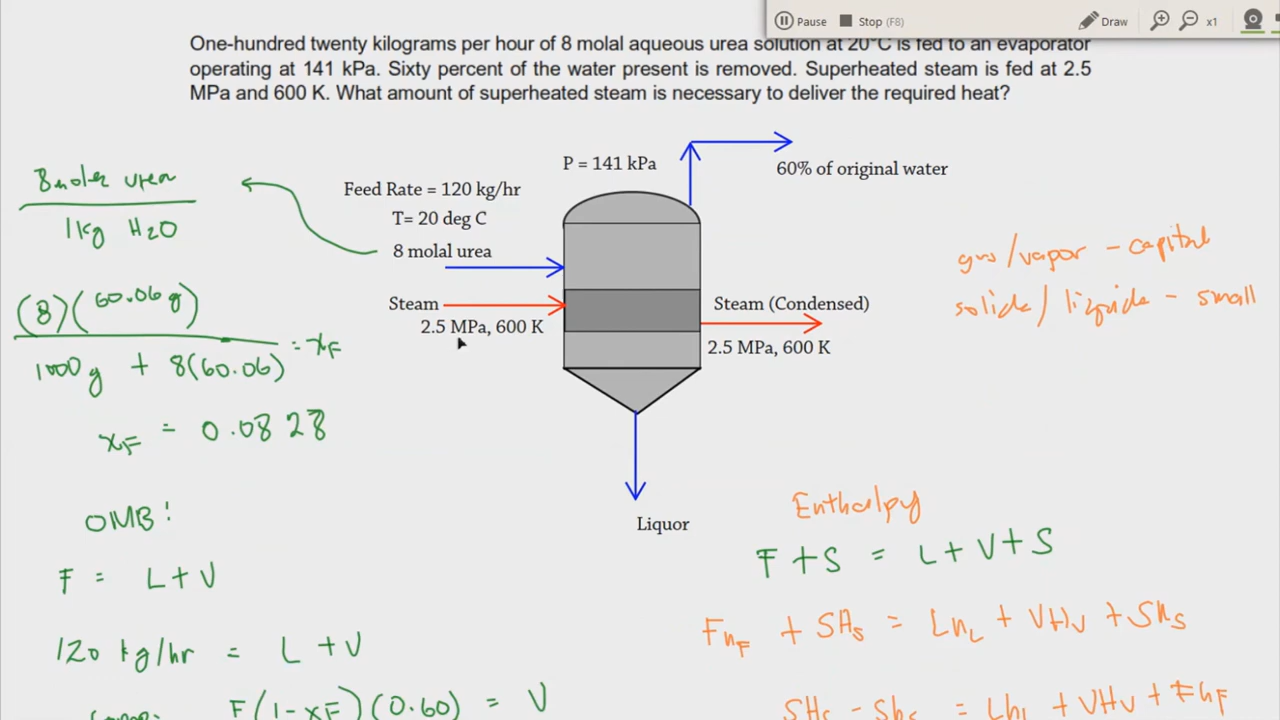 Pause Stop (F8) Draw x1
One-hundred twenty kilograms per hour of 8 molal aqueous urea solution at 20°C is fed to an evaporator
operating at 141 kPa. Sixty percent of the water present is removed. Superheated steam is fed at 2.5
MPa and 600 K. What amount of superheated steam is necessary to deliver the required heat?
P = 141 kPa
60% of original water
Feed Rate = 120 kg/hr
T= 20 deg C
8 molal urea
Steam
2.5 MPa, 600 K
Steam (Condensed)
2.5 MPa, 600 K
Liquor
8 moles urea
1 kg H2O
(8)(60.06 g)
1000 g + 8(60.06) = xF
xF = 0.0828
OMB:
F = L+V
120 kg/hr = L + V
F(1-xF)(0.60) = V
gas/vapor - capital
solids/liquids - small
Enthalpy
F + S = L + V + S
FhF + SHS = LhL + VHV + ShS
SHS - ShS = LhL + VHV + FhF